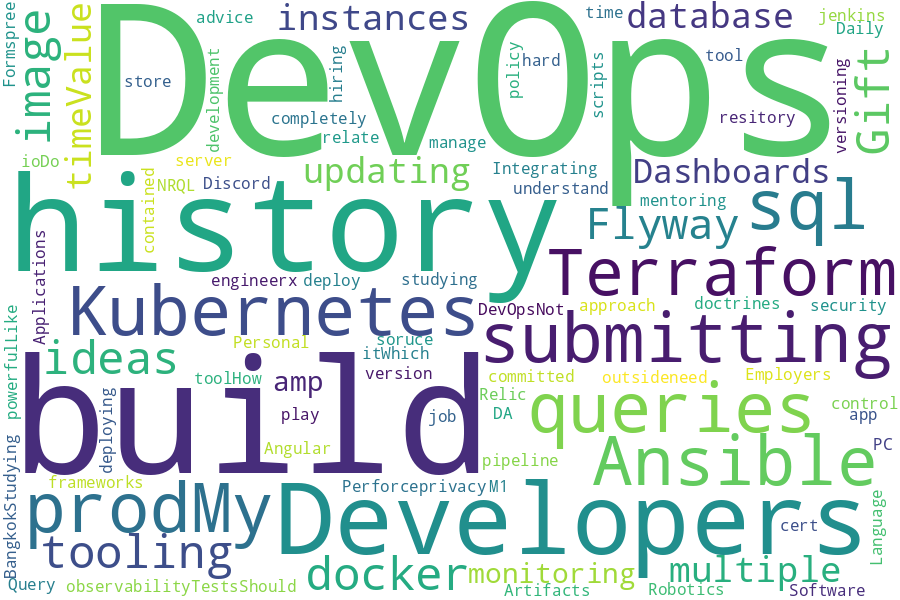 DevOps
history
build
Developers
Kubernetes
Terraform
submitting
queries
Ansible
prodMy
tooling
docker
multiple
monitoring
sql
Flyway
Dashboards
database
instances
image
timeValue
Gift
updating
ideas
amp
Formspree
advice
store
development
hiring
completely
relate
manage
policy
hard
time
scripts
tool
jenkins
Daily
versioning
resitory
ioDo
server
NRQL
Discord
contained
Integrating
understand
mentoring
Applications
engineerx
deploy
studying
DevOpsNot
approach
doctrines
security
Personal
soruce
itWhich
version
toolHow
powerfulLike
play
job
committed
outsideneed
Employers
Relic
DA
control
app
PC
Angular
pipeline
deploying
frameworks
BangkokStudying
Perforceprivacy
M1
cert
Language
Query
observabilityTestsShould
Artifacts
Robotics
Software